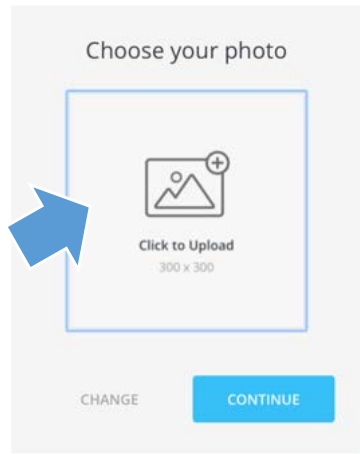 Choose your photo
Click to Upload
300 x 300
CHANGE
CONTINUE